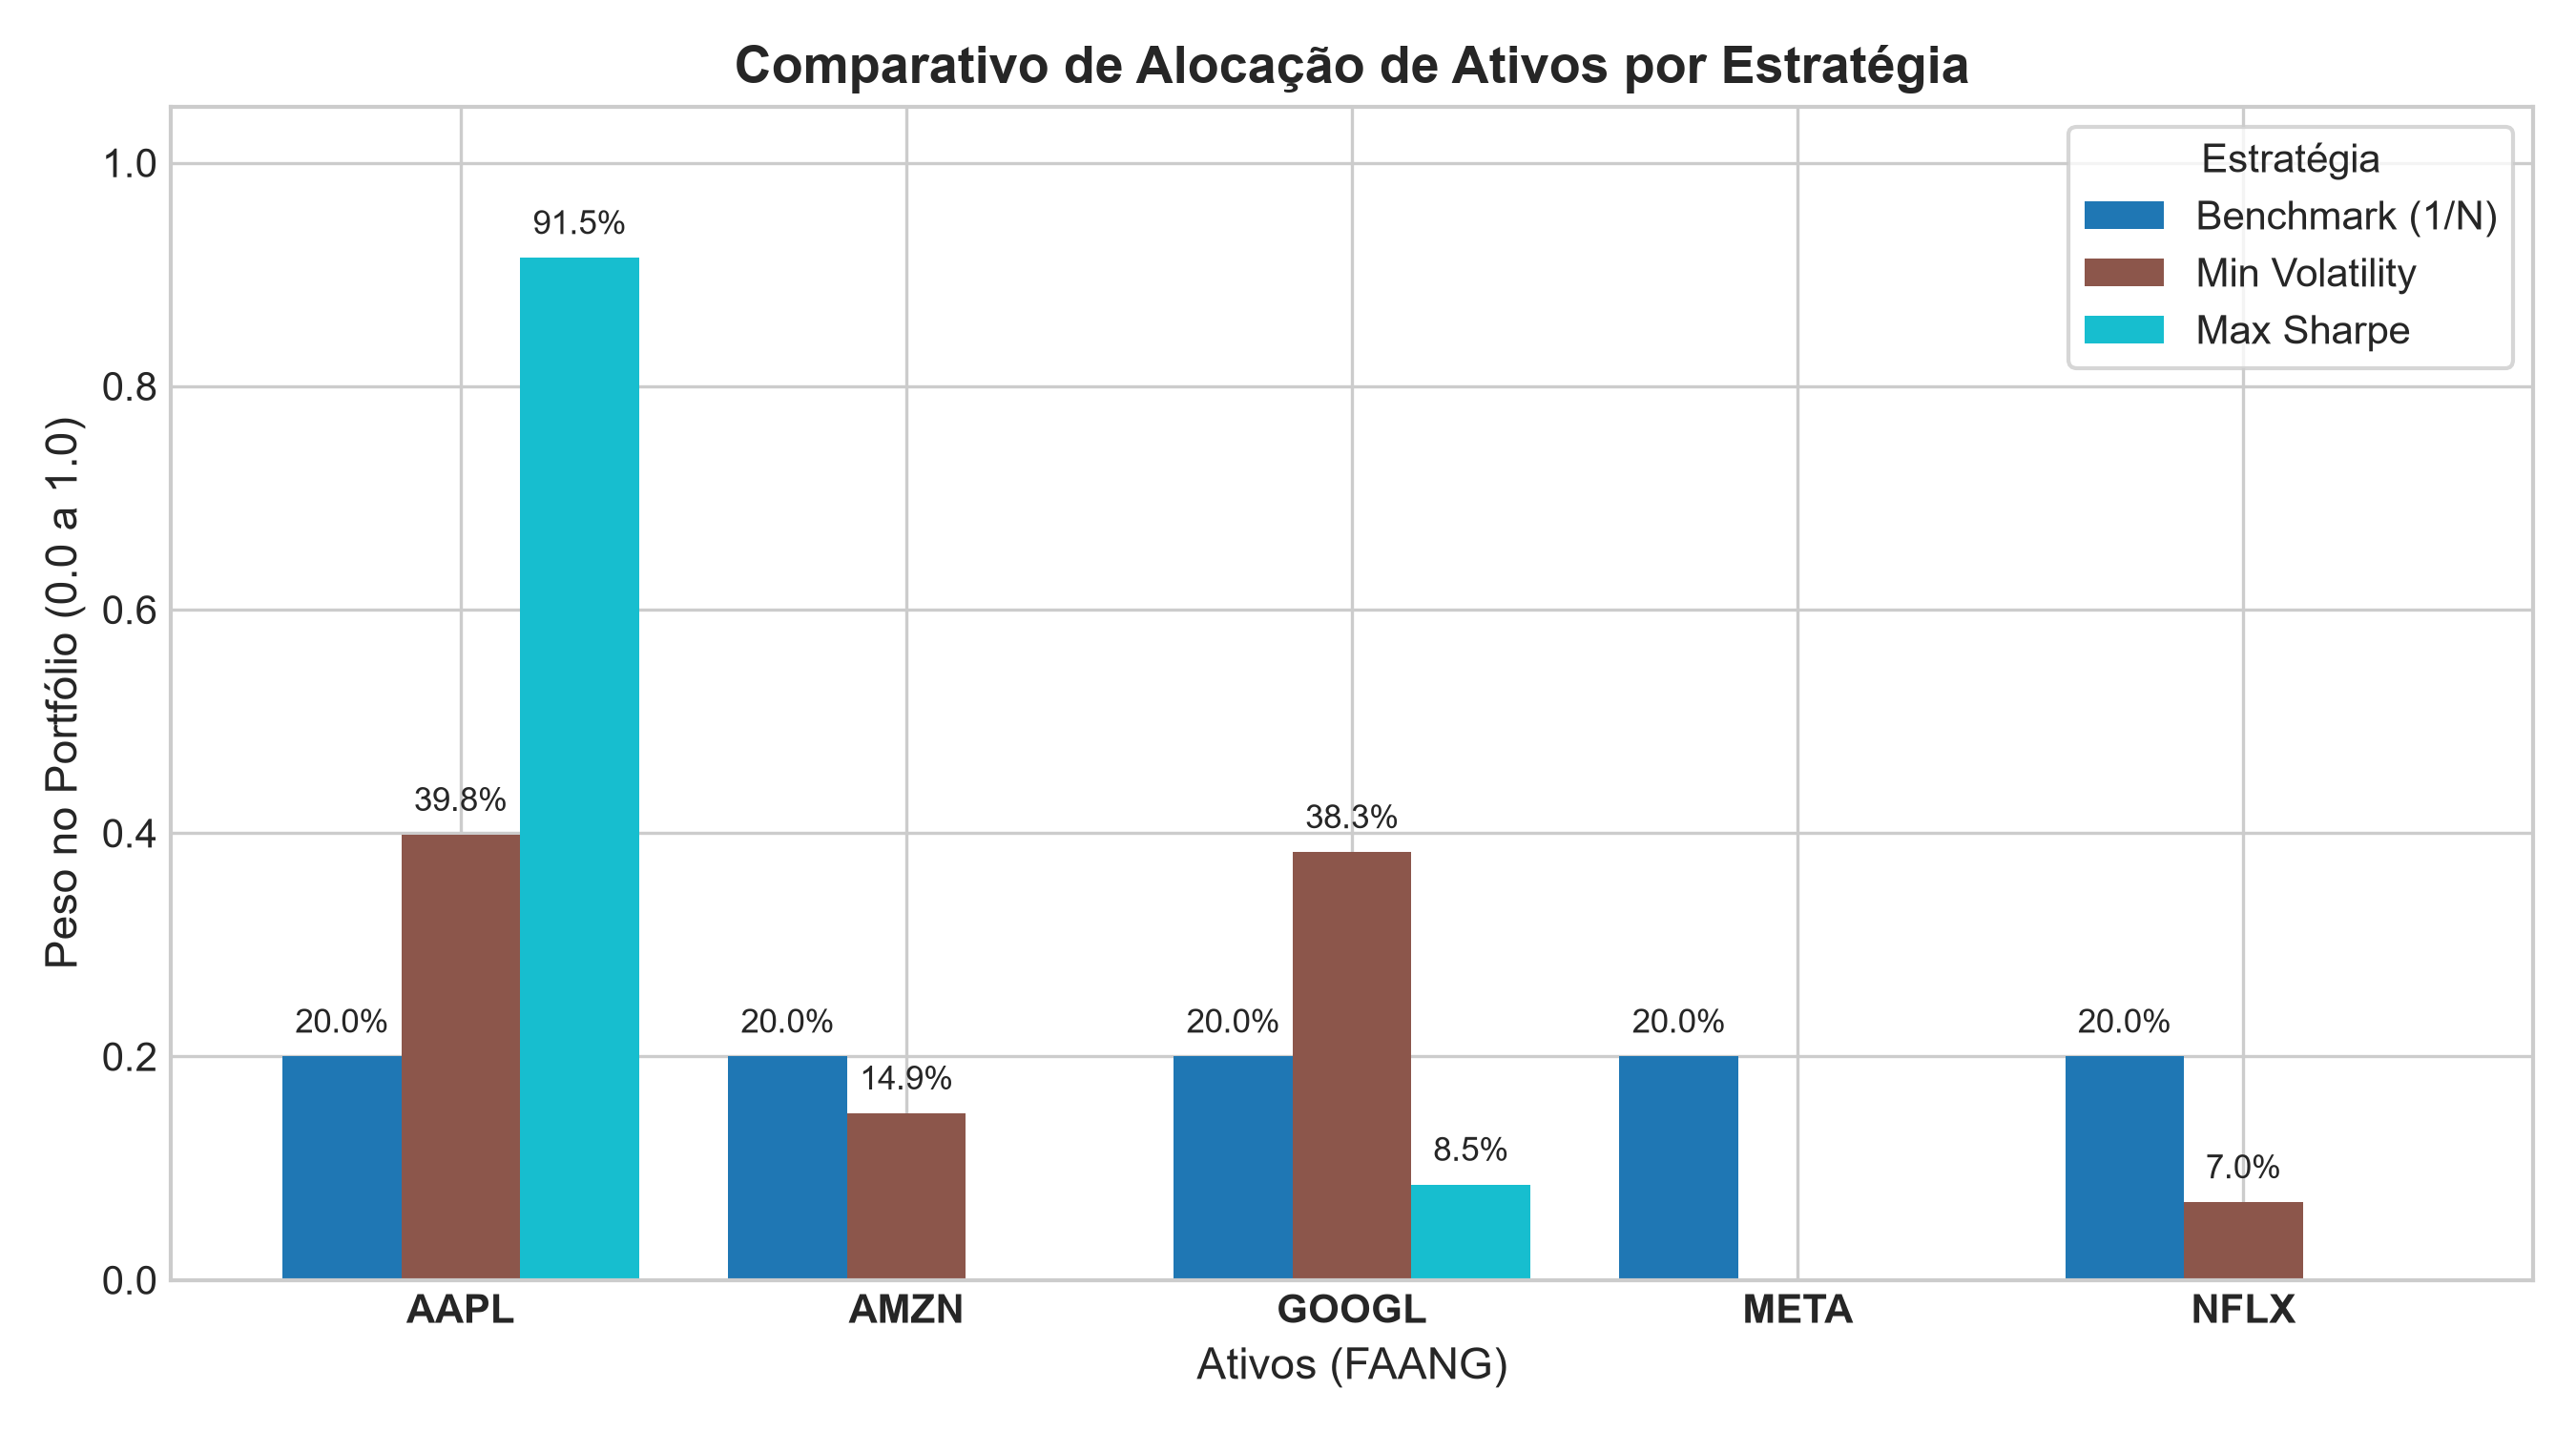 Comparativo de Alocação de Ativos por Estratégia
Peso no Portfólio (0.0 a 1.0)
1.0
0.8
0.6
0.4
0.2
0.0
Estratégia
Benchmark (1/N)
Min Volatility
Max Sharpe
20.0%
39.8%
91.5%
20.0%
14.9%
20.0%
38.3%
8.5%
20.0%
20.0%
7.0%
AAPL
AMZN
GOOGL
META
NFLX
Ativos (FAANG)